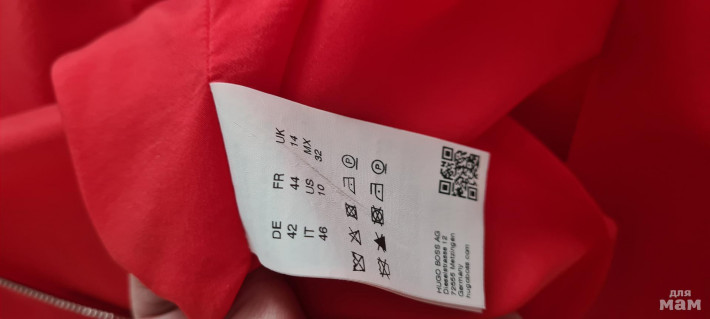 DE FR UK
42 44 14
IT US MX
46 10 32
P P
HUGO BOSS AG
Dieselstrasse 12
72555 Metzingen
Germany
hugoboss.com
для
мам